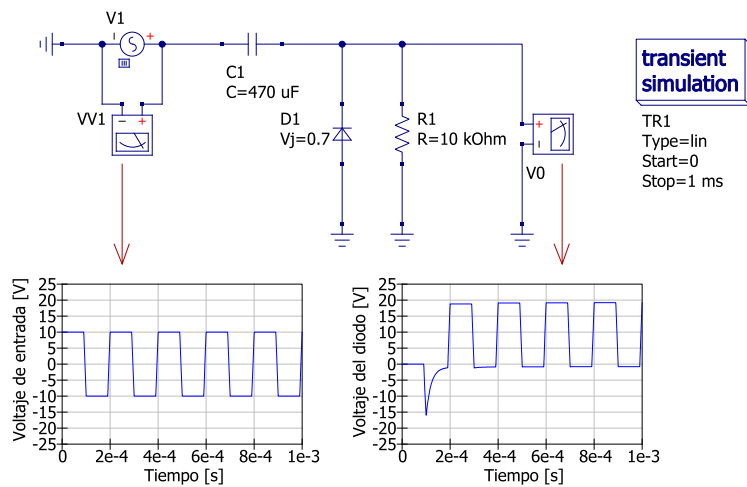 V1
C1
C=470 uF
VV1
D1
Vj=0.7
R1
R=10 kOhm
V0
transient
simulation
TR1
Type=lin
Start=0
Stop=1 ms
Voltaje de entrada [V]
25
20
15
10
5
0
-5
-10
-15
-20
-25
0 2e-4 4e-4 6e-4 8e-4 1e-3
Tiempo [s]
Voltaje del diodo [V]
25
20
15
10
5
0
-5
-10
-15
-20
-25
0 2e-4 4e-4 6e-4 8e-4 1e-3
Tiempo [s]